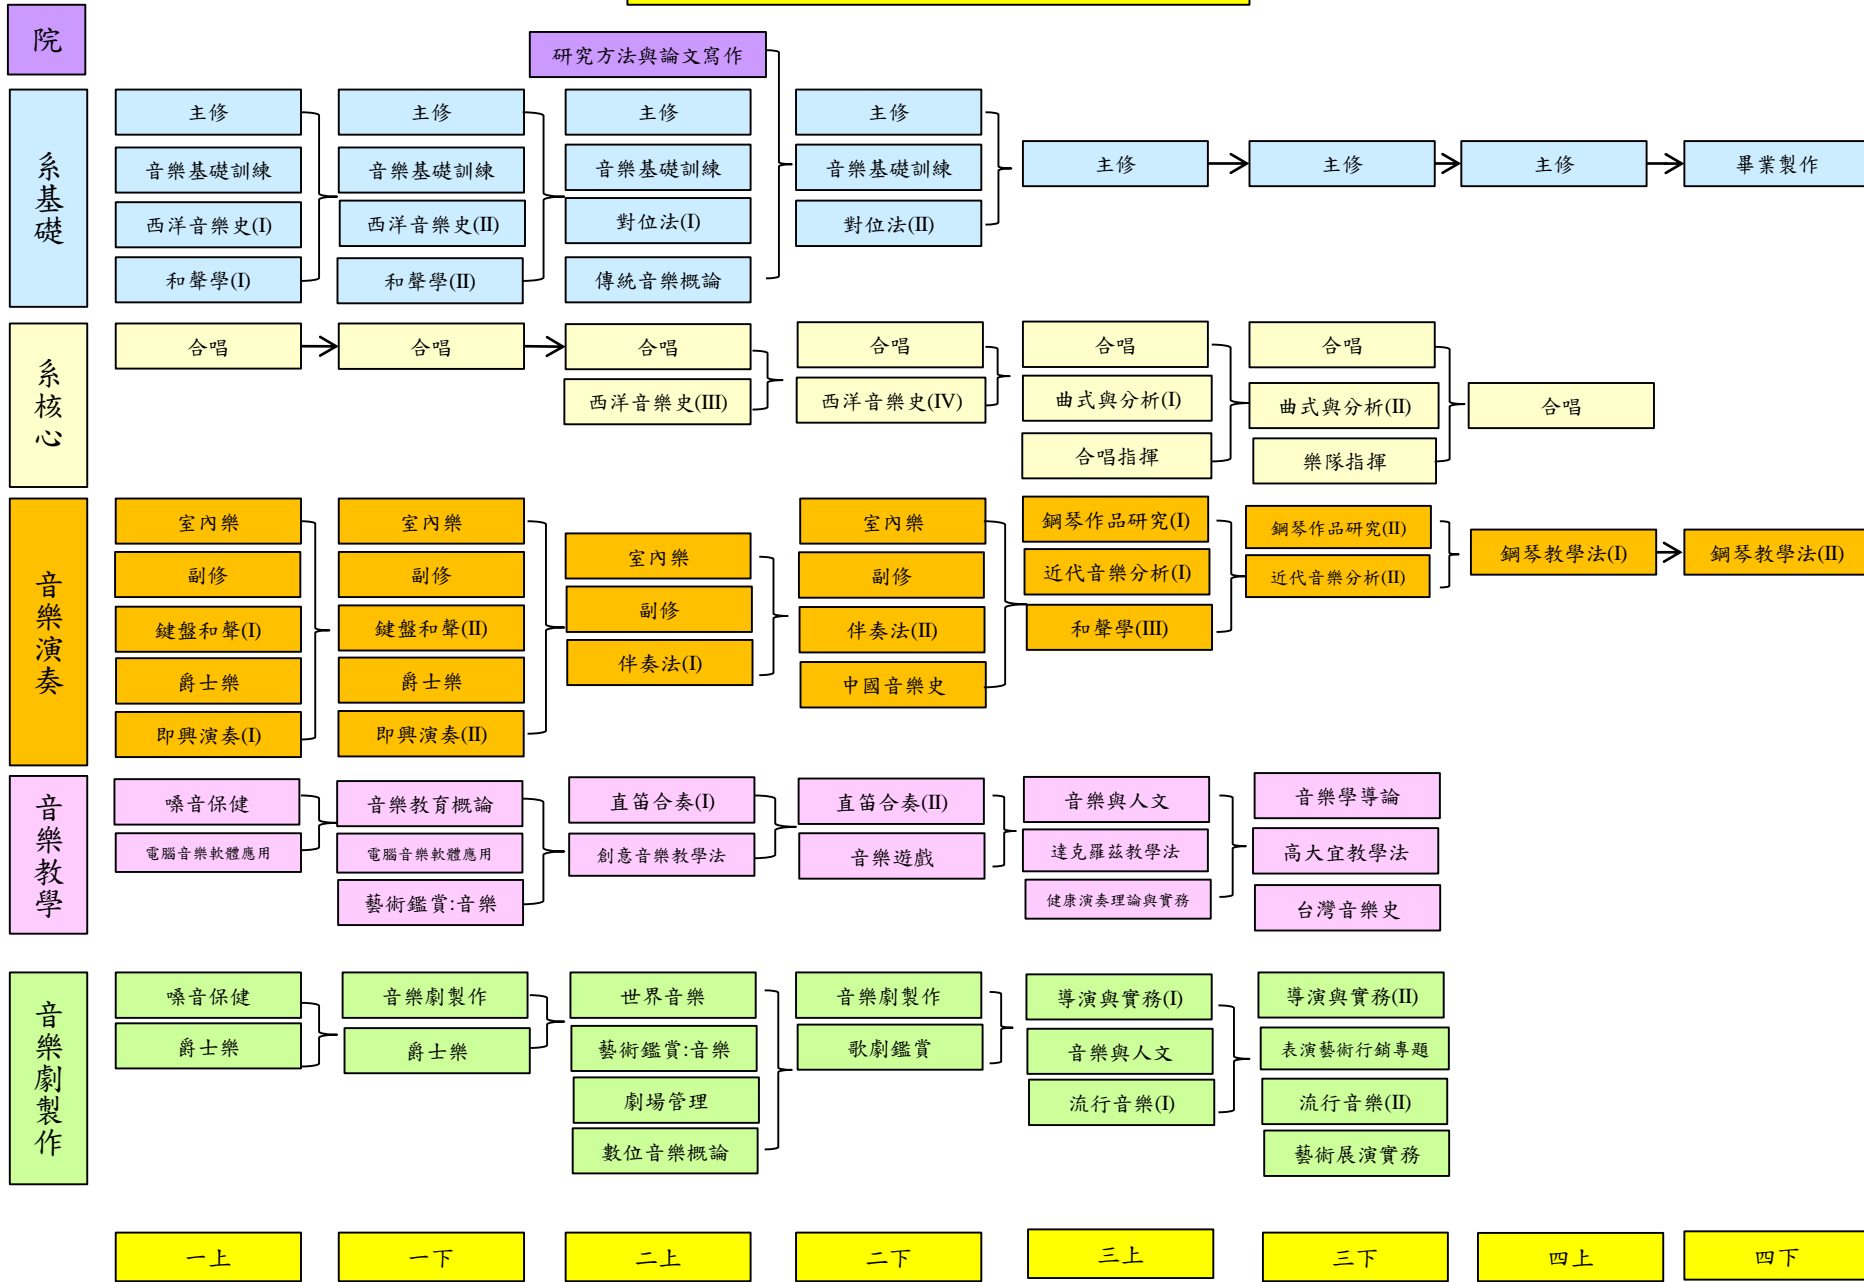 院
研究方法與論文寫作
系基礎
主修
主修
主修
主修
音樂基礎訓練
音樂基礎訓練
音樂基礎訓練
音樂基礎訓練
主修
主修
主修
畢業製作
西洋音樂史(I)
西洋音樂史(II)
對位法(I)
對位法(II)
和聲學(I)
和聲學(II)
傳統音樂概論
系核心
合唱
合唱
合唱
合唱
合唱
合唱
西洋音樂史(III)
西洋音樂史(IV)
曲式與分析(I)
曲式與分析(II)
合唱
合唱指揮
樂隊指揮
音樂演奏
室內樂
室內樂
室內樂
室內樂
鋼琴作品研究(I)
鋼琴作品研究(II)
鋼琴教學法(I)
鋼琴教學法(II)
副修
副修
副修
副修
近代音樂分析(I)
近代音樂分析(II)
鍵盤和聲(I)
鍵盤和聲(II)
伴奏法(I)
伴奏法(II)
和聲學(III)
爵士樂
爵士樂
中國音樂史
即興演奏(I)
即興演奏(II)
音樂教學
嗓音保健
音樂教育概論
直笛合奏(I)
直笛合奏(II)
音樂與人文
音樂學導論
電腦音樂軟體應用
電腦音樂軟體應用
創意音樂教學法
音樂遊戲
達克羅茲教學法
高大宜教學法
藝術鑑賞:音樂
健康演奏理論與實務
台灣音樂史
音樂劇製作
嗓音保健
音樂劇製作
世界音樂
音樂劇製作
導演與實務(I)
導演與實務(II)
爵士樂
爵士樂
藝術鑑賞:音樂
歌劇鑑賞
音樂與人文
表演藝術行銷專題
劇場管理
流行音樂(I)
流行音樂(II)
數位音樂概論
藝術展演實務
一上
一下
二上
二下
三上
三下
四上
四下